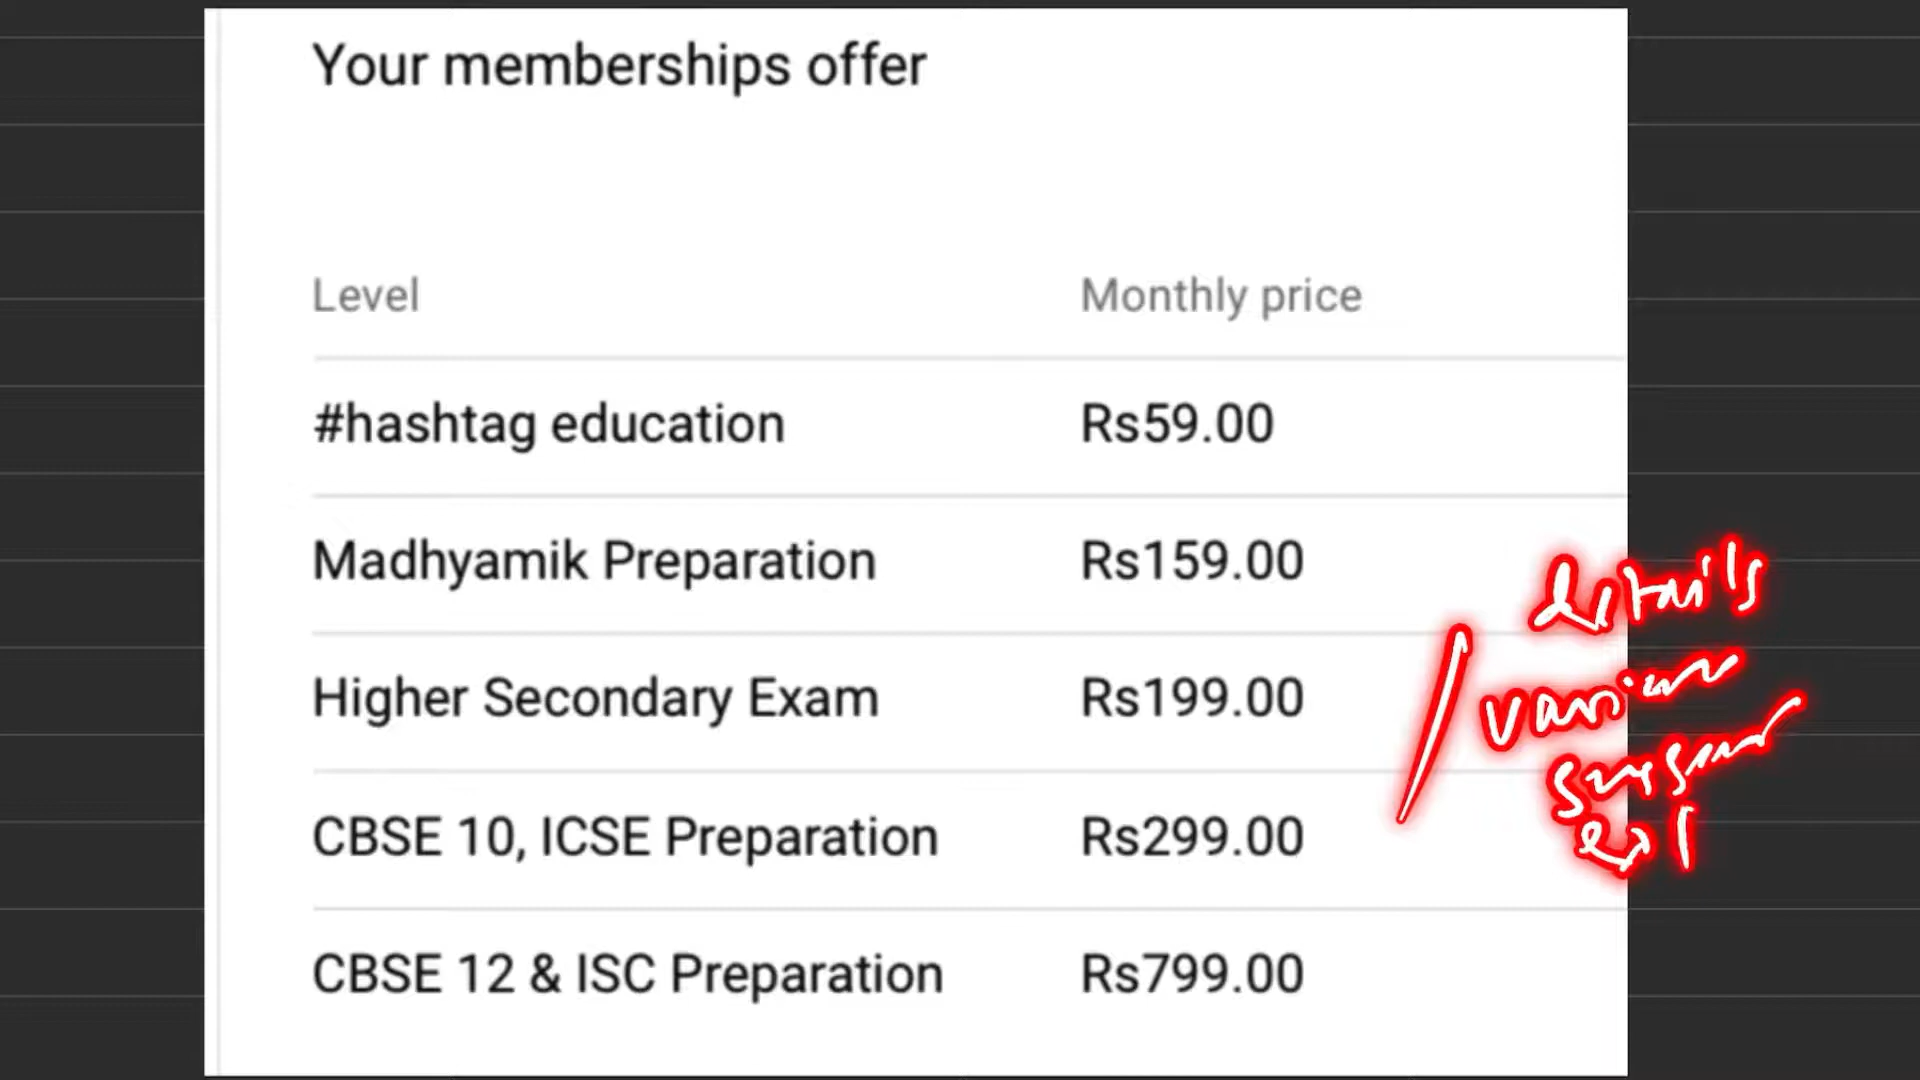 Your memberships offer
Level Monthly price
#hashtag education Rs59.00
Madhyamik Preparation Rs159.00
Higher Secondary Exam Rs199.00
CBSE 10, ICSE Preparation Rs299.00
CBSE 12 & ISC Preparation Rs799.00
details